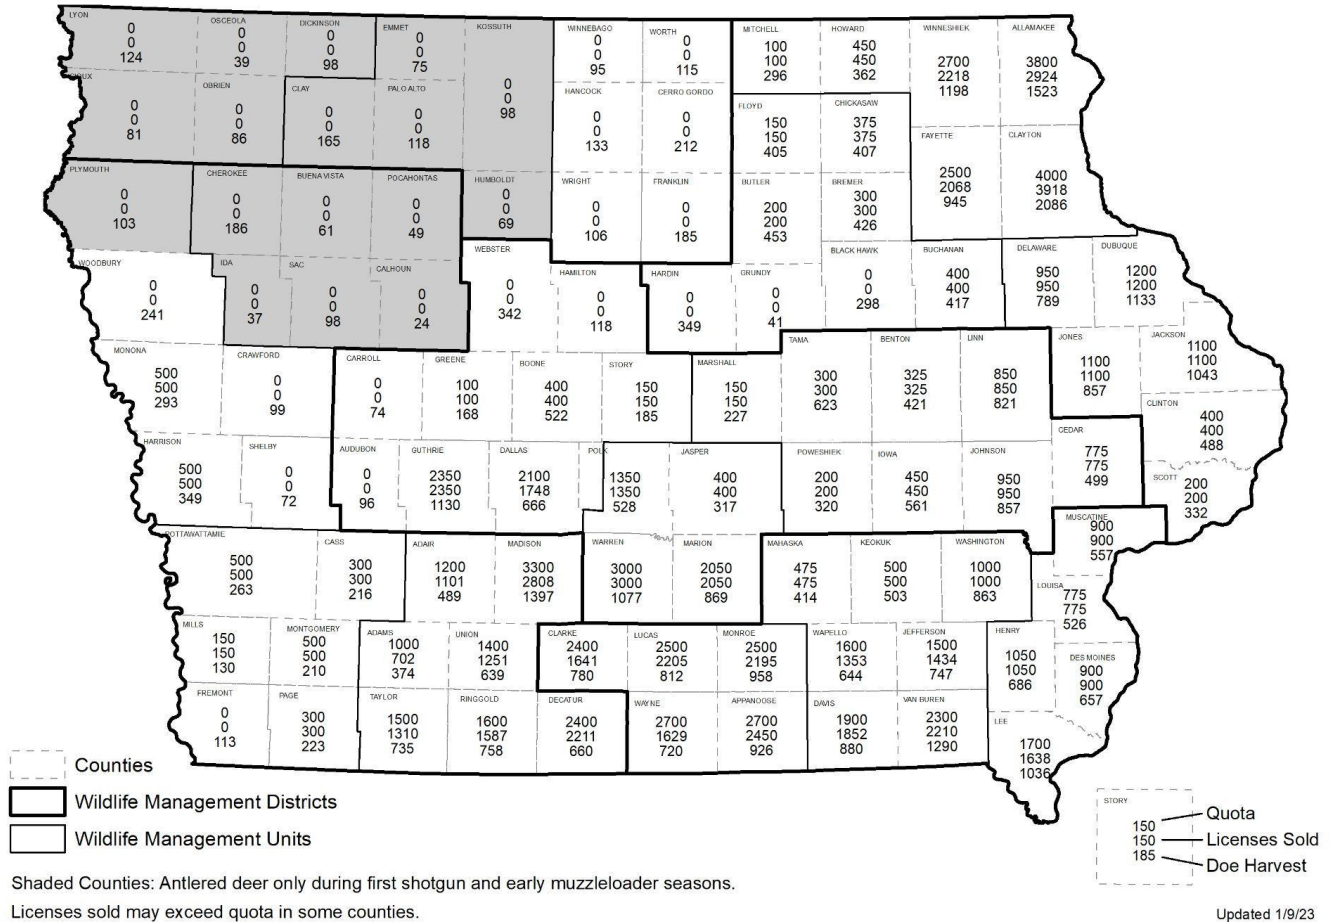 LYON
0
0
124
OSCEOLA
0
0
39
DICKINSON
0
0
98
EMMET
0
0
75
KOSSUTH
0
0
98
WINNEBAGO
0
0
95
WORTH
0
0
115
MITCHELL
100
100
296
HOWARD
450
450
362
WINNESHIEK
2700
2218
1198
ALLAMAKEE
3800
2924
1523
SIOUX
0
0
81
OBRIEN
0
0
86
CLAY
0
0
165
PALO ALTO
0
0
118
HANCOCK
0
0
133
CERRO GORDO
0
0
212
FLOYD
150
150
405
CHICKASAW
375
375
407
FAYETTE
2500
2068
945
CLAYTON
4000
3918
2086
PLYMOUTH
0
0
103
CHEROKEE
0
0
186
BUENA VISTA
0
0
61
POCAHONTAS
0
0
49
HUMBOLDT
0
0
69
WRIGHT
0
0
106
FRANKLIN
0
0
185
BUTLER
200
200
453
BREMER
300
300
426
WOODBURY
0
0
241
IDA
0
0
37
SAC
0
0
98
CALHOUN
0
0
24
WEBSTER
0
0
342
HAMILTON
0
0
118
HARDIN
0
0
349
GRUNDY
0
0
41
BLACK HAWK
0
0
298
BUCHANAN
400
400
417
DELAWARE
950
950
789
DUBUQUE
1200
1200
1133
MONONA
500
500
293
CRAWFORD
0
0
99
CARROLL
0
0
74
GREENE
100
100
168
BOONE
400
400
522
STORY
150
150
185
MARSHALL
150
150
227
TAMA
300
300
623
BENTON
325
325
421
LINN
850
850
821
JONES
1100
1100
857
JACKSON
1100
1100
1043
CLINTON
400
400
488
HARRISON
500
500
349
SHELBY
0
0
72
AUDUBON
0
0
96
GUTHRIE
2350
2350
1130
DALLAS
2100
1748
666
POLK
1350
1350
528
JASPER
400
400
317
POWESHIEK
200
200
320
IOWA
450
450
561
JOHNSON
950
950
857
CEDAR
775
775
499
SCOTT
200
200
332
POTTAWATTAMIE
500
500
263
CASS
300
300
216
ADAIR
1200
1101
489
MADISON
3300
2808
1397
WARREN
3000
3000
1077
MARION
2050
2050
869
MAHASKA
475
475
414
KEOKUK
500
500
503
WASHINGTON
1000
1000
863
MUSCATINE
900
900
557
LOUISA
775
775
526
MILLS
150
150
130
MONTGOMERY
500
500
210
ADAMS
1000
702
374
UNION
1400
1251
639
CLARKE
2400
1641
780
LUCAS
2500
2205
812
MONROE
2500
2195
958
WAPELLO
1600
1353
644
JEFFERSON
1500
1434
747
HENRY
1050
1050
686
DES MOINES
900
900
657
FREMONT
0
0
113
PAGE
300
300
223
TAYLOR
1500
1310
735
RINGGOLD
1600
1587
758
DECATUR
2400
2211
660
WAYNE
2700
1629
720
APPANOOSE
2700
2450
926
DAVIS
1900
1852
880
VAN BUREN
2300
2210
1290
LEE
1700
1638
1036
Counties
Wildlife Management Districts
Wildlife Management Units
STORY
150 Quota
150 Licenses Sold
185 Doe Harvest
Shaded Counties: Antlered deer only during first shotgun and early muzzleloader seasons.
Licenses sold may exceed quota in some counties.
Updated 1/9/23